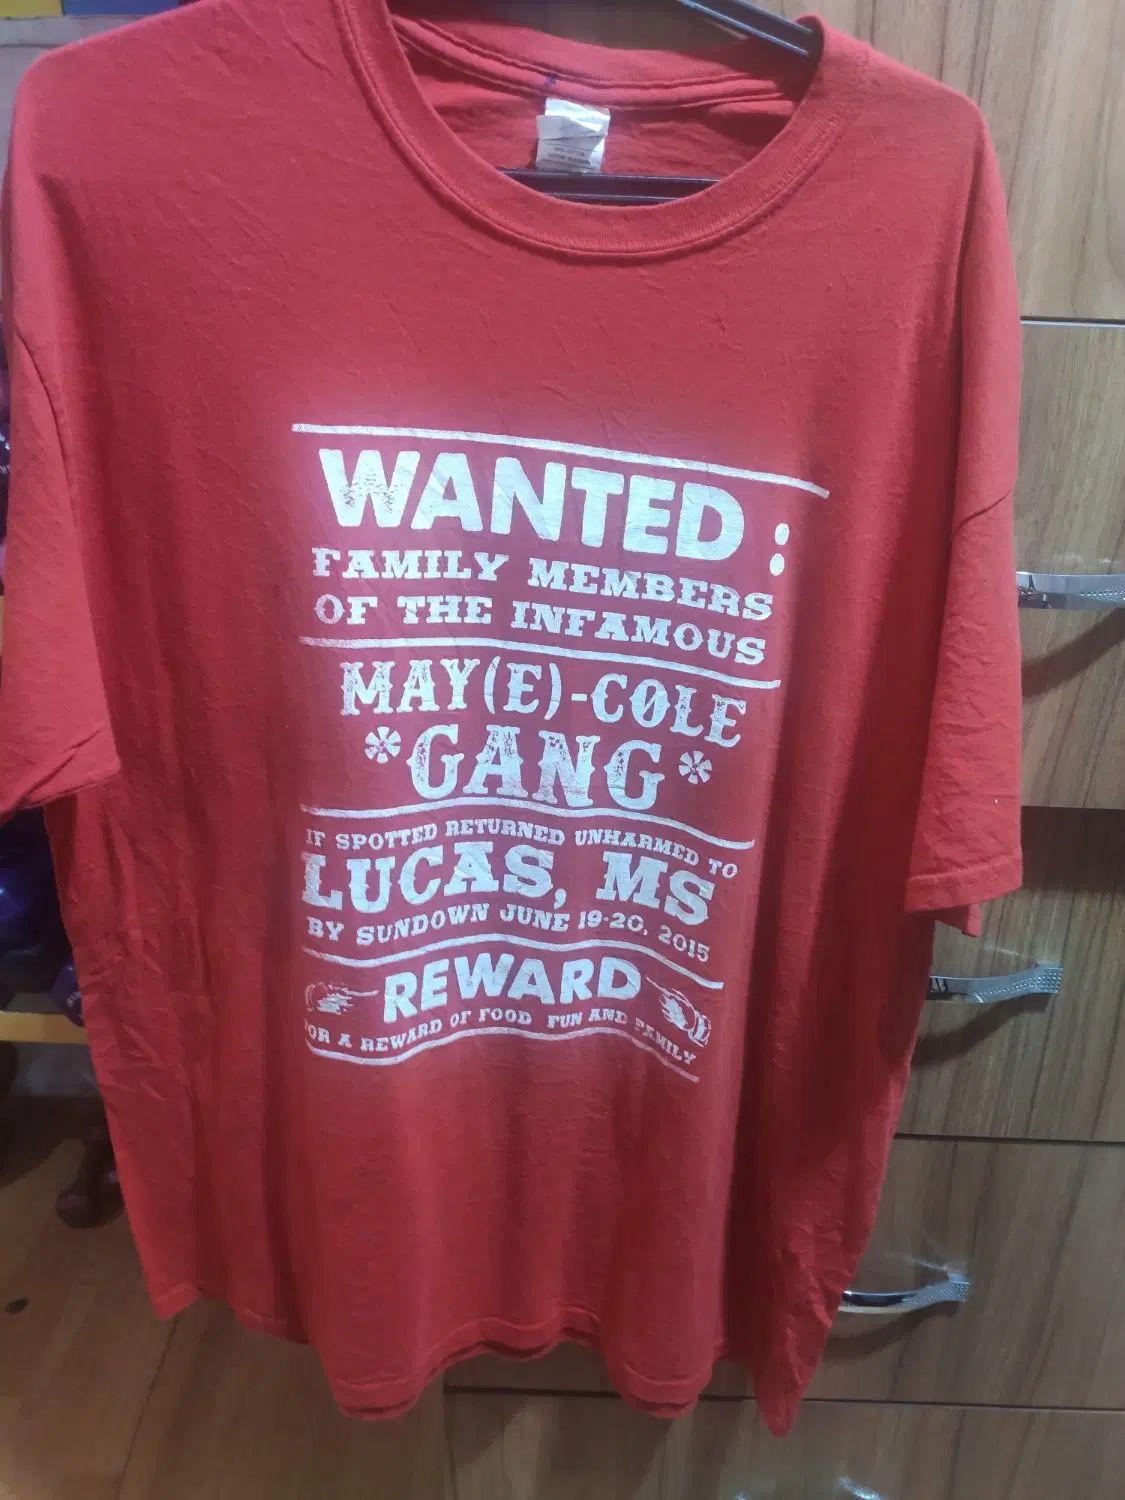 WANTED :
FAMILY MEMBERS
OF THE INFAMOUS
MAY(E)-COLE
*GANG*
IF SPOTTED RETURNED UNHARMED TO
LUCAS, MS
BY SUNDOWN JUNE 19-20, 2015
REWARD
FOR A REWARD OF FOOD FUN AND FAMILY